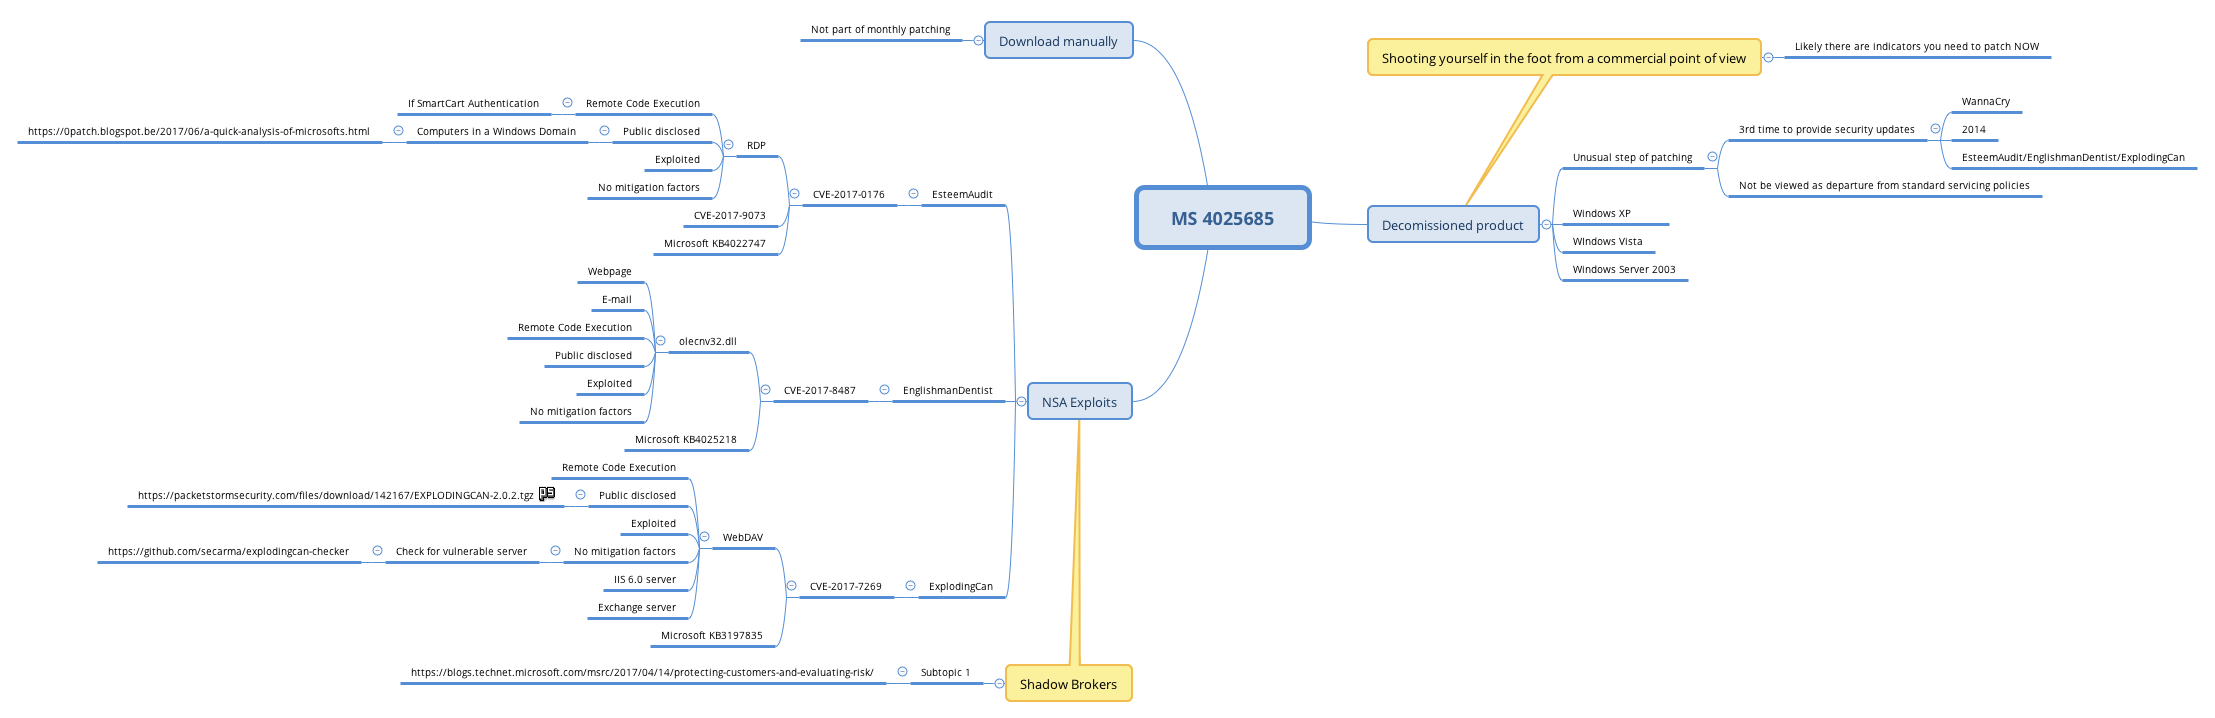 MS 4025685
Download manually
Not part of monthly patching
Shooting yourself in the foot from a commercial point of view
Likely there are indicators you need to patch NOW
Decomissioned product
Unusual step of patching
3rd time to provide security updates
WannaCry
2014
EsteemAudit/EnglishmanDentist/ExplodingCan
Not be viewed as departure from standard servicing policies
Windows XP
WIndows Vista
Windows Server 2003
NSA Exploits
EsteemAudit
CVE-2017-0176
RDP
Remote Code Execution
If SmartCart Authentication
Public disclosed
Computers in a Windows Domain
https://0patch.blogspot.be/2017/06/a-quick-analysis-of-microsofts.html
Exploited
No mitigation factors
CVE-2017-9073
Microsoft KB4022747
EnglishmanDentist
CVE-2017-8487
olecnv32.dll
Webpage
E-mail
Remote Code Execution
Public disclosed
Exploited
No mitigation factors
Microsoft KB4025218
ExplodingCan
CVE-2017-7269
WebDAV
Remote Code Execution
Public disclosed
https://packetstormsecurity.com/files/download/142167/EXPLODINGCAN-2.0.2.tgz
Exploited
No mitigation factors
Check for vulnerable server
https://github.com/secarma/explodingcan-checker
IIS 6.0 server
Exchange server
Microsoft KB3197835
Shadow Brokers
Subtopic 1
https://blogs.technet.microsoft.com/msrc/2017/04/14/protecting-customers-and-evaluating-risk/